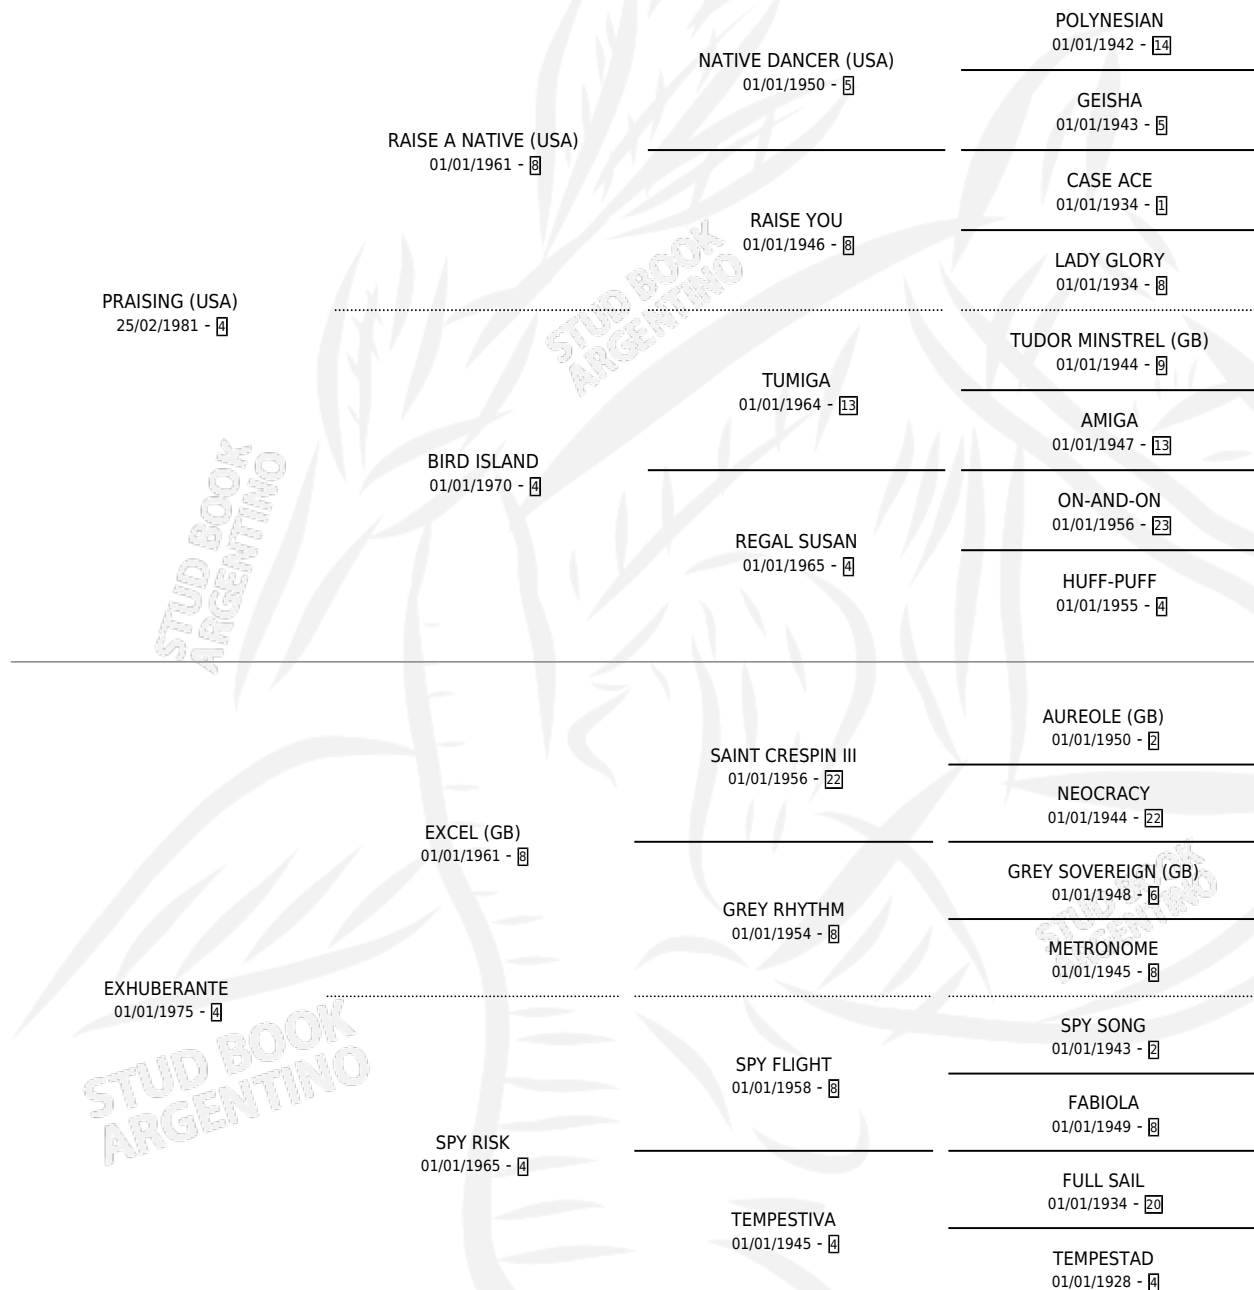 POLYNESIAN
01/01/1942 - 14
NATIVE DANCER (USA)
01/01/1950 - 5
GEISHA
01/01/1943 - 5
RAISE A NATIVE (USA)
01/01/1961 - 8
CASE ACE
01/01/1934 - 1
RAISE YOU
01/01/1946 - 8
LADY GLORY
01/01/1934 - 8
PRAISING (USA)
25/02/1981 - 4
TUDOR MINSTREL (GB)
01/01/1944 - 9
TUMIGA
01/01/1964 - 13
AMIGA
01/01/1947 - 13
BIRD ISLAND
01/01/1970 - 4
ON-AND-ON
01/01/1956 - 23
REGAL SUSAN
01/01/1965 - 4
HUFF-PUFF
01/01/1955 - 4
AUREOLE (GB)
01/01/1950 - 2
SAINT CRESPIN III
01/01/1956 - 22
NEOCRACY
01/01/1944 - 22
EXCEL (GB)
01/01/1961 - 8
GREY SOVEREIGN (GB)
01/01/1948 - 6
GREY RHYTHM
01/01/1954 - 8
METRONOME
01/01/1945 - 8
EXHUBERANTE
01/01/1975 - 4
SPY SONG
01/01/1943 - 2
SPY FLIGHT
01/01/1958 - 8
FABIOLA
01/01/1949 - 8
SPY RISK
01/01/1965 - 4
FULL SAIL
01/01/1934 - 20
TEMPESTIVA
01/01/1945 - 4
TEMPESTAD
01/01/1928 - 4
STUD BOOK
ARGENTINO
STUD BOOK
ARGENTINO
STUD BOOK
ARGENTINO
STUD BOOK
ARGENTINO